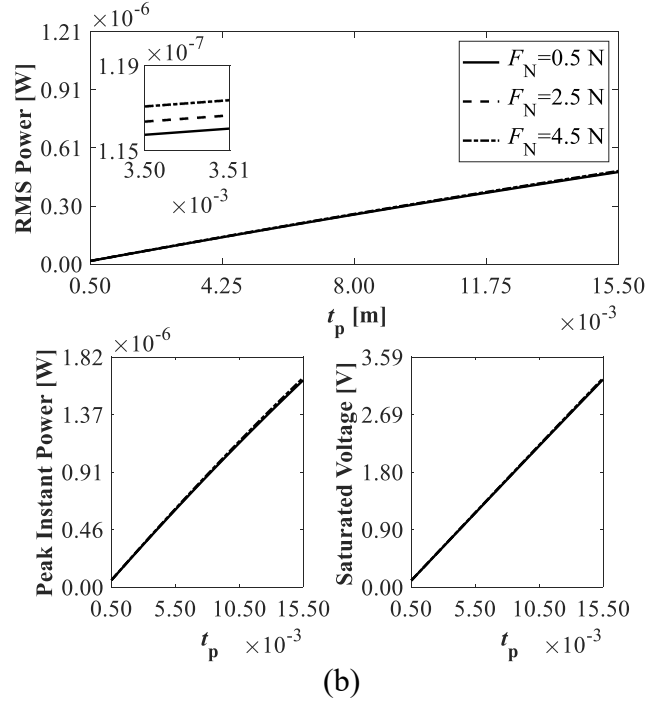 ×10⁻⁶
1.21
0.91
0.61
0.30
0.00
RMS Power [W]
×10⁻⁷
1.19
1.15
3.50 3.51
×10⁻³
F_N=0.5 N
F_N=2.5 N
F_N=4.5 N
0.50 4.25 8.00 11.75 15.50
t_p [m]
×10⁻³
×10⁻⁶
1.82
1.37
0.91
0.46
0.00
Peak Instant Power [W]
0.50 5.50 10.50 15.50
t_p ×10⁻³
3.59
2.69
1.80
0.90
0.00
Saturated Voltage [V]
0.50 5.50 10.50 15.50
t_p ×10⁻³
(b)